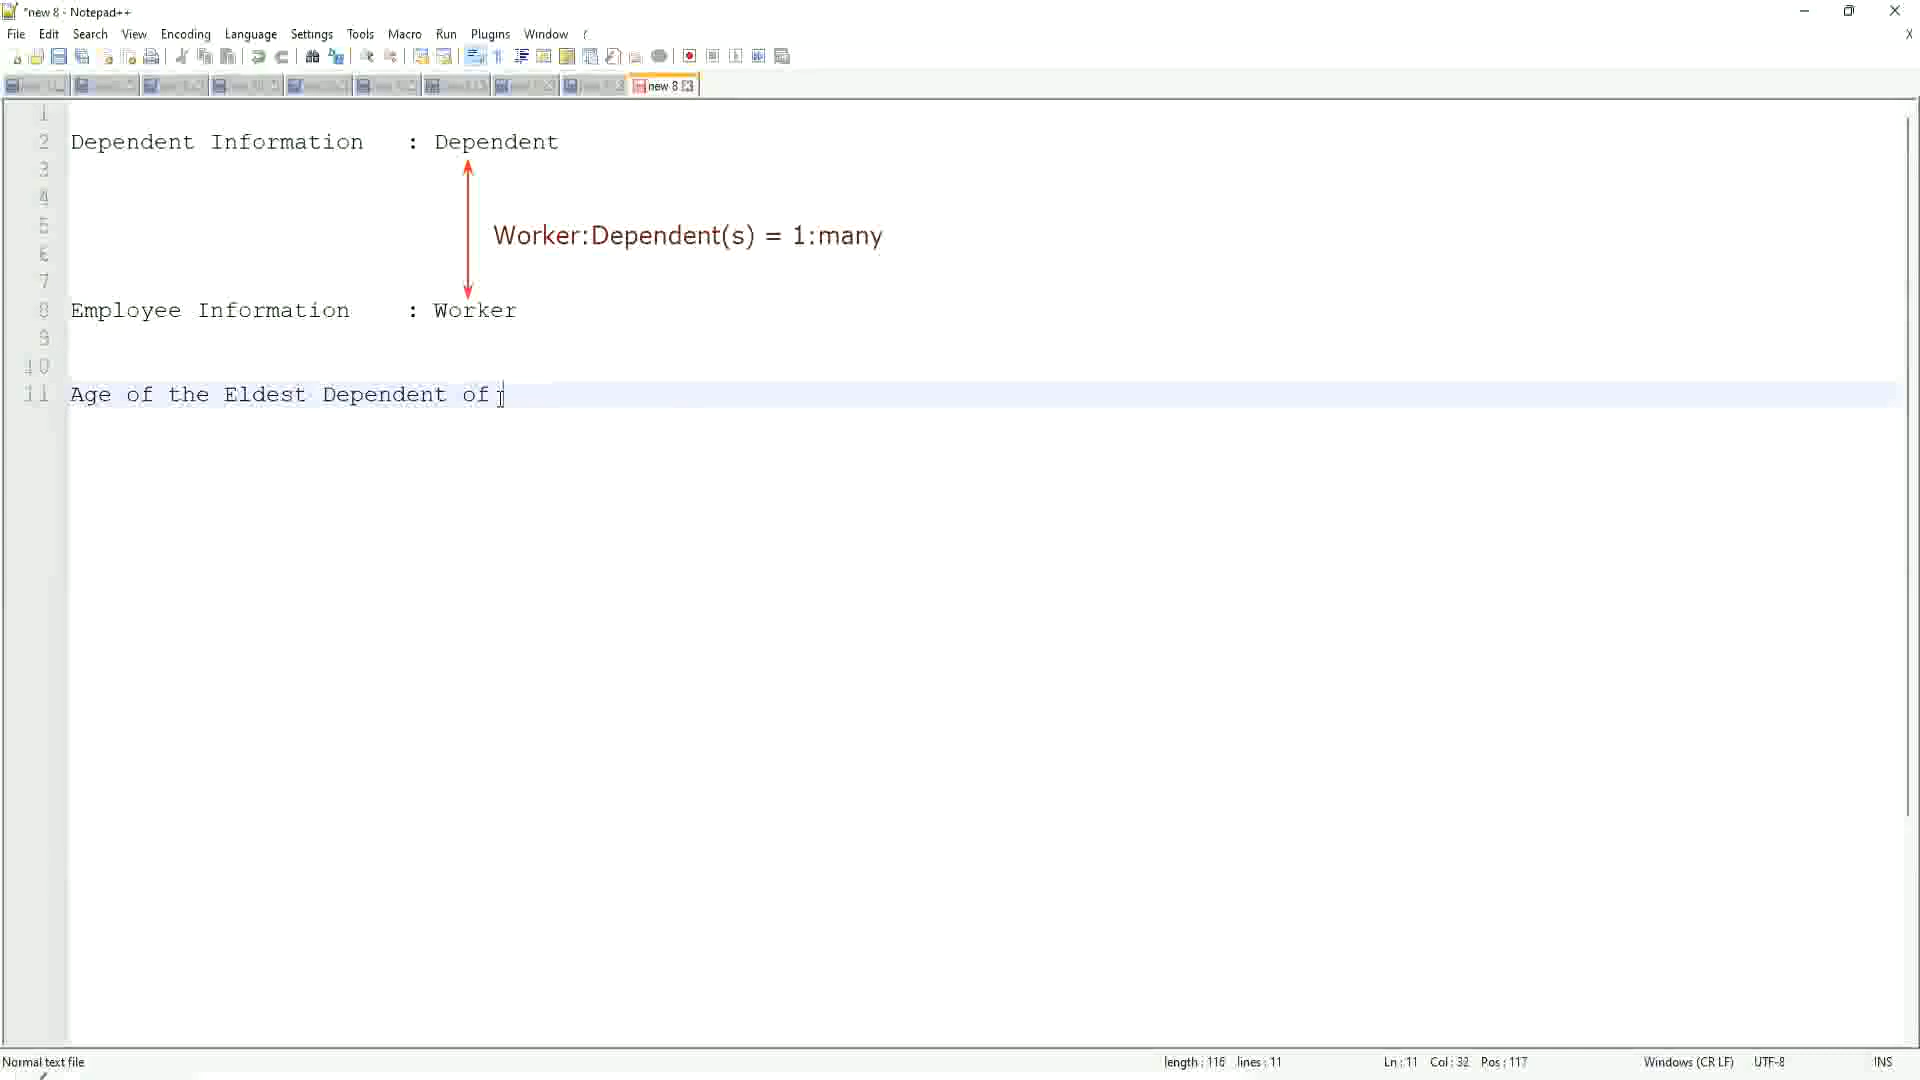 *new 8 - Notepad++
File Edit Search View Encoding Language Settings Tools Macro Run Plugins Window
new 8
1
2 Dependent Information : Dependent
3
4
5 Worker:Dependent(s) = 1:many
6
7
8 Employee Information : Worker
9
10
11 Age of the Eldest Dependent of
Normal text file length : 116 lines : 11 Ln : 11 Col : 32 Pos : 117 Windows (CR LF) UTF-8 INS